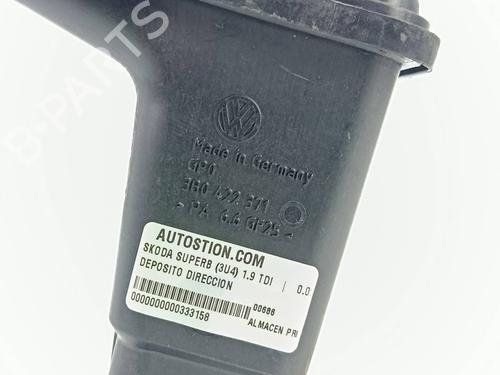 B-PARTS
Made in Germany
GPO
3B0 422 371
>PA 6.6 GF25<
AUTOSTION.COM
SKODA SUPERB (3U4) 1.9 TDI | 0.0
DEPOSITO DIRECCION
00686
0000000000333158
ALMACEN PRI